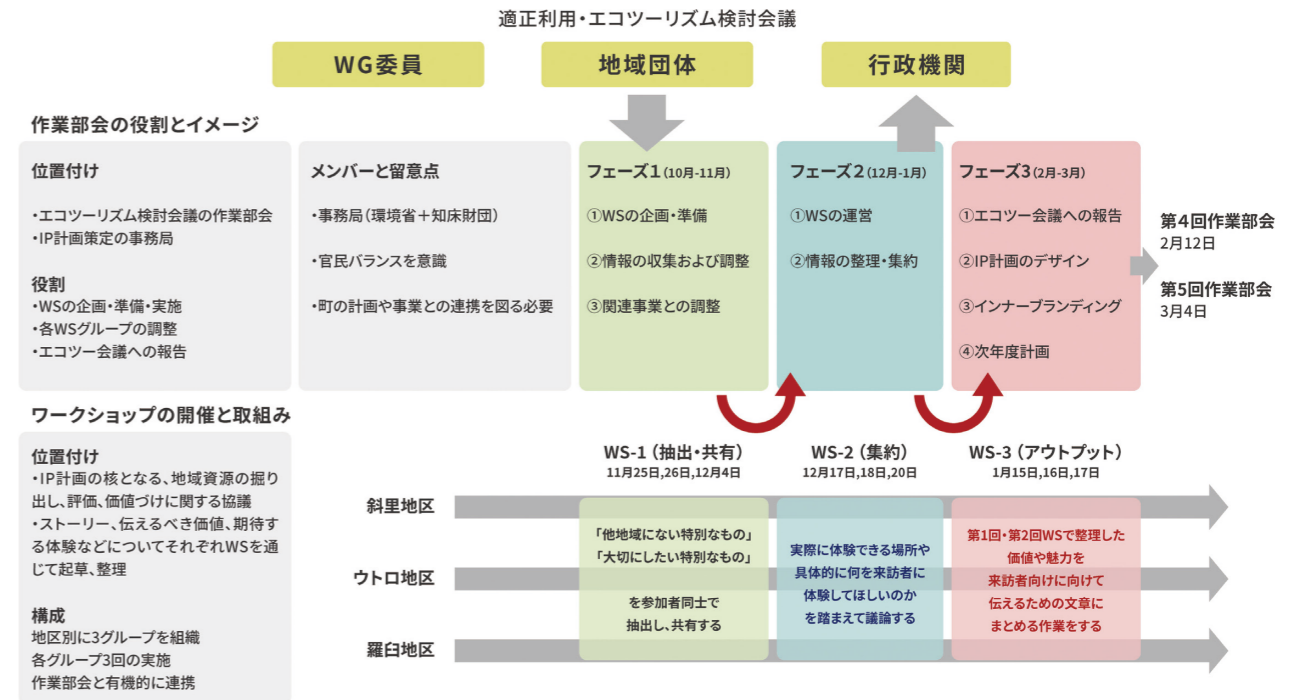 適正利用・エコツーリズム検討会議
WG委員
地域団体
行政機関
作業部会の役割とイメージ
位置付け
・エコツーリズム検討会議の作業部会
・IP計画策定の事務局
役割
・WSの企画・準備・実施
・各WSグループの調整
・エコツー会議への報告
メンバーと留意点
・事務局(環境省＋知床財団)
・官民バランスを意識
・町の計画や事業との連携を図る必要
フェーズ1(10月-11月)
①WSの企画・準備
②情報の収集および調整
③関連事業との調整
フェーズ2(12月-1月)
①WSの運営
②情報の整理・集約
フェーズ3(2月-3月)
①エコツー会議への報告
②IP計画のデザイン
③インナーブランディング
④次年度計画
第4回作業部会
2月12日
第5回作業部会
3月4日
ワークショップの開催と取組み
位置付け
・IP計画の核となる、地域資源の掘り
出し、評価、価値づけに関する協議
・ストーリー、伝えるべき価値、期待す
る体験などについてそれぞれWSを通
じて起草、整理
構成
地区別に3グループを組織
各グループ3回の実施
作業部会と有機的に連携
WS-1（抽出・共有）
11月25日,26日,12月4日
WS-2（集約）
12月17日,18日,20日
WS-3（アウトプット）
1月15日,16日,17日
斜里地区
ウトロ地区
羅臼地区
「他地域にない特別なもの」
「大切にしたい特別なもの」
を参加者同士で
抽出し、共有する
実際に体験できる場所や
具体的に何を来訪者に
体験してほしいのか
を踏まえて議論する
第1回・第2回WSで整理した
価値や魅力を
来訪者向けに向けて
伝えるための文章に
まとめる作業をする